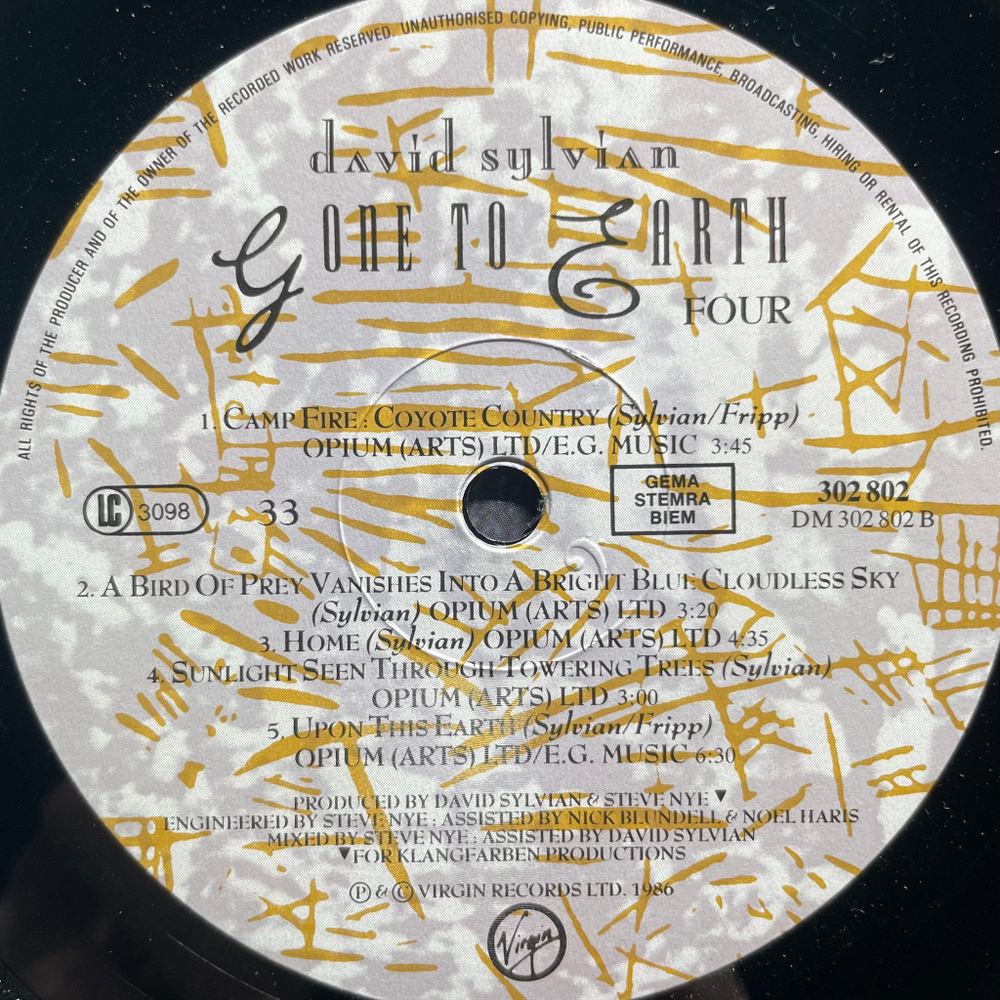 ALL RIGHTS OF THE PRODUCER AND OF THE OWNER OF THE RECORDED WORK RESERVED. UNAUTHORISED COPYING, PUBLIC PERFORMANCE, BROADCASTING, HIRING OR RENTAL OF THIS RECORDING PROHIBITED.
david sylvian
GONE TO EARTH
FOUR
1. CAMP FIRE : COYOTE COUNTRY (Sylvian/Fripp)
OPIUM (ARTS) LTD/E.G. MUSIC 3:45
LC 3098
33
GEMA
STEMRA
BIEM
302 802
DM 302 802 B
2. A BIRD OF PREY VANISHES INTO A BRIGHT BLUE CLOUDLESS SKY
(Sylvian) OPIUM (ARTS) LTD 3:20
3. HOME (Sylvian) OPIUM (ARTS) LTD 4:35
4. SUNLIGHT SEEN THROUGH TOWERING TREES (Sylvian)
OPIUM (ARTS) LTD 3:00
5. UPON THIS EARTH (Sylvian/Fripp)
OPIUM (ARTS) LTD/E.G. MUSIC 6:30
PRODUCED BY DAVID SYLVIAN & STEVE NYE ▼
ENGINEERED BY STEVE NYE : ASSISTED BY NICK BLUNDELL & NOEL HARIS
MIXED BY STEVE NYE : ASSISTED BY DAVID SYLVIAN
▼FOR KLANGFARBEN PRODUCTIONS
Ⓟ & © VIRGIN RECORDS LTD. 1986
Virgin